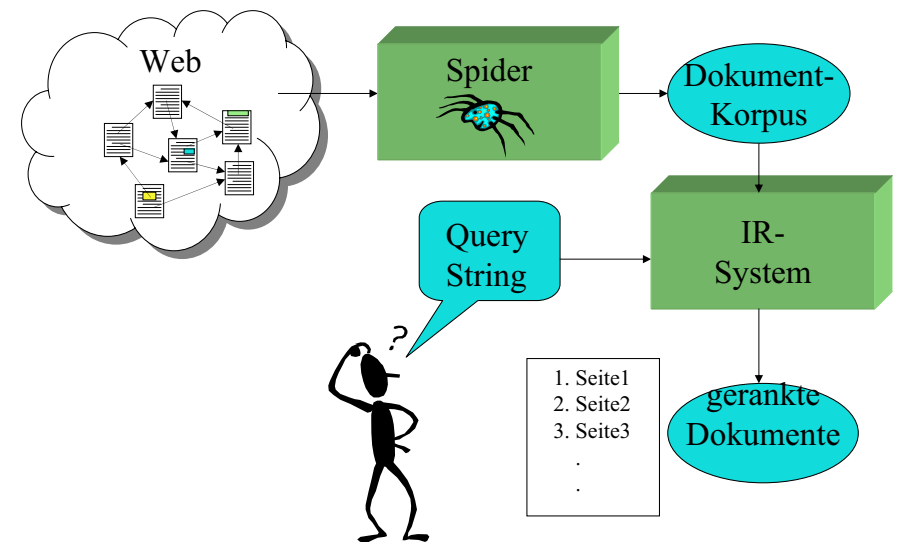 Web
Spider
Dokument-
Korpus
Query
String
IR-
System
?
1. Seite1
2. Seite2
3. Seite3
.
.
gerankte
Dokumente